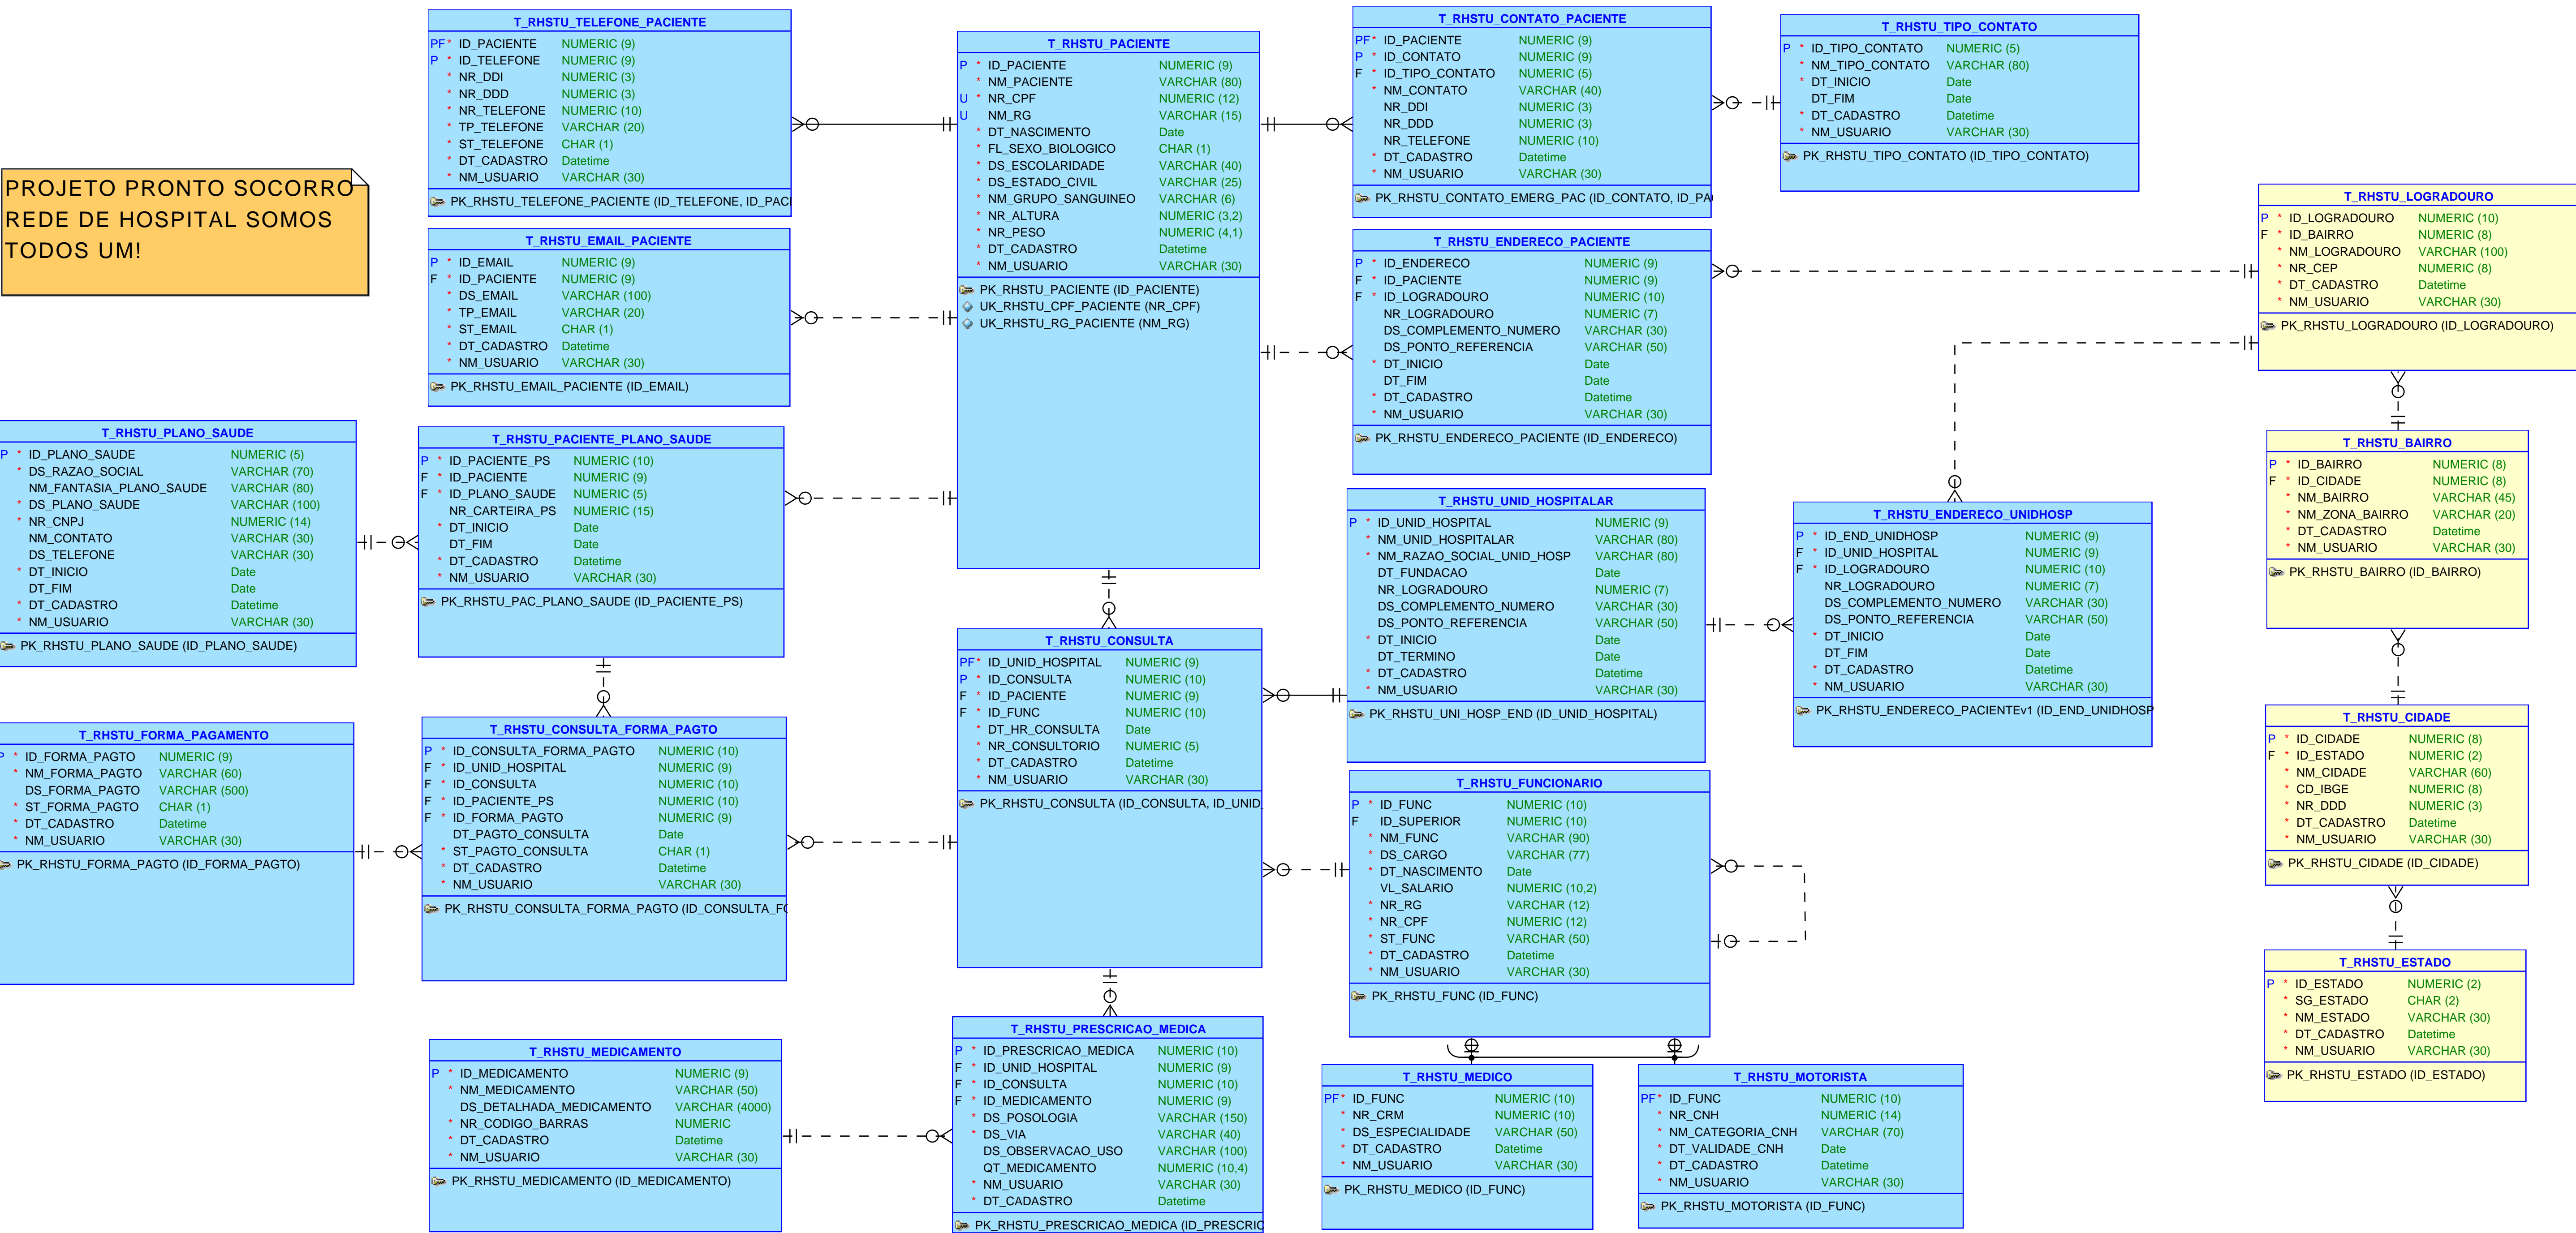 PROJETO PRONTO SOCORRO
REDE DE HOSPITAL SOMOS
TODOS UM!
T_RHSTU_TELEFONE_PACIENTE
PF * ID_PACIENTE NUMERIC (9)
P * ID_TELEFONE NUMERIC (9)
* NR_DDI NUMERIC (3)
* NR_DDD NUMERIC (3)
* NR_TELEFONE NUMERIC (10)
* TP_TELEFONE VARCHAR (20)
* ST_TELEFONE CHAR (1)
* DT_CADASTRO Datetime
* NM_USUARIO VARCHAR (30)
PK_RHSTU_TELEFONE_PACIENTE (ID_TELEFONE, ID_PACI
T_RHSTU_EMAIL_PACIENTE
P * ID_EMAIL NUMERIC (9)
F * ID_PACIENTE NUMERIC (9)
* DS_EMAIL VARCHAR (100)
* TP_EMAIL VARCHAR (20)
* ST_EMAIL CHAR (1)
* DT_CADASTRO Datetime
* NM_USUARIO VARCHAR (30)
PK_RHSTU_EMAIL_PACIENTE (ID_EMAIL)
T_RHSTU_PACIENTE
P * ID_PACIENTE NUMERIC (9)
* NM_PACIENTE VARCHAR (80)
U * NR_CPF NUMERIC (12)
U NM_RG VARCHAR (15)
* DT_NASCIMENTO Date
* FL_SEXO_BIOLOGICO CHAR (1)
* DS_ESCOLARIDADE VARCHAR (40)
* DS_ESTADO_CIVIL VARCHAR (25)
* NM_GRUPO_SANGUINEO VARCHAR (6)
* NR_ALTURA NUMERIC (3,2)
* NR_PESO NUMERIC (4,1)
* DT_CADASTRO Datetime
* NM_USUARIO VARCHAR (30)
PK_RHSTU_PACIENTE (ID_PACIENTE)
UK_RHSTU_CPF_PACIENTE (NR_CPF)
UK_RHSTU_RG_PACIENTE (NM_RG)
T_RHSTU_CONTATO_PACIENTE
PF * ID_PACIENTE NUMERIC (9)
P * ID_CONTATO NUMERIC (9)
F * ID_TIPO_CONTATO NUMERIC (5)
* NM_CONTATO VARCHAR (40)
NR_DDI NUMERIC (3)
NR_DDD NUMERIC (3)
NR_TELEFONE NUMERIC (10)
* DT_CADASTRO Datetime
* NM_USUARIO VARCHAR (30)
PK_RHSTU_CONTATO_EMERG_PAC (ID_CONTATO, ID_PA
T_RHSTU_TIPO_CONTATO
P * ID_TIPO_CONTATO NUMERIC (5)
* NM_TIPO_CONTATO VARCHAR (80)
* DT_INICIO Date
DT_FIM Date
* DT_CADASTRO Datetime
* NM_USUARIO VARCHAR (30)
PK_RHSTU_TIPO_CONTATO (ID_TIPO_CONTATO)
T_RHSTU_ENDERECO_PACIENTE
P * ID_ENDERECO NUMERIC (9)
F * ID_PACIENTE NUMERIC (9)
F * ID_LOGRADOURO NUMERIC (10)
NR_LOGRADOURO NUMERIC (7)
DS_COMPLEMENTO_NUMERO VARCHAR (30)
DS_PONTO_REFERENCIA VARCHAR (50)
* DT_INICIO Date
DT_FIM Date
* DT_CADASTRO Datetime
* NM_USUARIO VARCHAR (30)
PK_RHSTU_ENDERECO_PACIENTE (ID_ENDERECO)
T_RHSTU_LOGRADOURO
P * ID_LOGRADOURO NUMERIC (10)
F * ID_BAIRRO NUMERIC (8)
* NM_LOGRADOURO VARCHAR (100)
* NR_CEP NUMERIC (8)
* DT_CADASTRO Datetime
* NM_USUARIO VARCHAR (30)
PK_RHSTU_LOGRADOURO (ID_LOGRADOURO)
T_RHSTU_PLANO_SAUDE
P * ID_PLANO_SAUDE NUMERIC (5)
* DS_RAZAO_SOCIAL VARCHAR (70)
NM_FANTASIA_PLANO_SAUDE VARCHAR (80)
* DS_PLANO_SAUDE VARCHAR (100)
* NR_CNPJ NUMERIC (14)
NM_CONTATO VARCHAR (30)
DS_TELEFONE VARCHAR (30)
* DT_INICIO Date
DT_FIM Date
* DT_CADASTRO Datetime
* NM_USUARIO VARCHAR (30)
PK_RHSTU_PLANO_SAUDE (ID_PLANO_SAUDE)
T_RHSTU_PACIENTE_PLANO_SAUDE
P * ID_PACIENTE_PS NUMERIC (10)
F * ID_PACIENTE NUMERIC (9)
F * ID_PLANO_SAUDE NUMERIC (5)
NR_CARTEIRA_PS NUMERIC (15)
* DT_INICIO Date
DT_FIM Date
* DT_CADASTRO Datetime
* NM_USUARIO VARCHAR (30)
PK_RHSTU_PAC_PLANO_SAUDE (ID_PACIENTE_PS)
T_RHSTU_UNID_HOSPITALAR
P * ID_UNID_HOSPITAL NUMERIC (9)
* NM_UNID_HOSPITALAR VARCHAR (80)
* NM_RAZAO_SOCIAL_UNID_HOSP VARCHAR (80)
DT_FUNDACAO Date
NR_LOGRADOURO NUMERIC (7)
DS_COMPLEMENTO_NUMERO VARCHAR (30)
DS_PONTO_REFERENCIA VARCHAR (50)
* DT_INICIO Date
DT_TERMINO Date
* DT_CADASTRO Datetime
* NM_USUARIO VARCHAR (30)
PK_RHSTU_UNI_HOSP_END (ID_UNID_HOSPITAL)
T_RHSTU_ENDERECO_UNIDHOSP
P * ID_END_UNIDHOSP NUMERIC (9)
F * ID_UNID_HOSPITAL NUMERIC (9)
F * ID_LOGRADOURO NUMERIC (10)
NR_LOGRADOURO NUMERIC (7)
DS_COMPLEMENTO_NUMERO VARCHAR (30)
DS_PONTO_REFERENCIA VARCHAR (50)
* DT_INICIO Date
DT_FIM Date
* DT_CADASTRO Datetime
* NM_USUARIO VARCHAR (30)
PK_RHSTU_ENDERECO_PACIENTEv1 (ID_END_UNIDHOSP
T_RHSTU_BAIRRO
P * ID_BAIRRO NUMERIC (8)
F * ID_CIDADE NUMERIC (8)
* NM_BAIRRO VARCHAR (45)
* NM_ZONA_BAIRRO VARCHAR (20)
* DT_CADASTRO Datetime
* NM_USUARIO VARCHAR (30)
PK_RHSTU_BAIRRO (ID_BAIRRO)
T_RHSTU_CONSULTA
PF * ID_UNID_HOSPITAL NUMERIC (9)
P * ID_CONSULTA NUMERIC (10)
F * ID_PACIENTE NUMERIC (9)
F * ID_FUNC NUMERIC (10)
* DT_HR_CONSULTA Date
* NR_CONSULTORIO NUMERIC (5)
* DT_CADASTRO Datetime
* NM_USUARIO VARCHAR (30)
PK_RHSTU_CONSULTA (ID_CONSULTA, ID_UNID_
T_RHSTU_FORMA_PAGAMENTO
P * ID_FORMA_PAGTO NUMERIC (9)
* NM_FORMA_PAGTO VARCHAR (60)
DS_FORMA_PAGTO VARCHAR (500)
* ST_FORMA_PAGTO CHAR (1)
* DT_CADASTRO Datetime
* NM_USUARIO VARCHAR (30)
PK_RHSTU_FORMA_PAGTO (ID_FORMA_PAGTO)
T_RHSTU_CONSULTA_FORMA_PAGTO
P * ID_CONSULTA_FORMA_PAGTO NUMERIC (10)
F * ID_UNID_HOSPITAL NUMERIC (9)
F * ID_CONSULTA NUMERIC (10)
F * ID_PACIENTE_PS NUMERIC (10)
F * ID_FORMA_PAGTO NUMERIC (9)
DT_PAGTO_CONSULTA Date
* ST_PAGTO_CONSULTA CHAR (1)
* DT_CADASTRO Datetime
* NM_USUARIO VARCHAR (30)
PK_RHSTU_CONSULTA_FORMA_PAGTO (ID_CONSULTA_FO
T_RHSTU_FUNCIONARIO
P * ID_FUNC NUMERIC (10)
F ID_SUPERIOR NUMERIC (10)
* NM_FUNC VARCHAR (90)
* DS_CARGO VARCHAR (77)
* DT_NASCIMENTO Date
VL_SALARIO NUMERIC (10,2)
* NR_RG VARCHAR (12)
* NR_CPF NUMERIC (12)
* ST_FUNC VARCHAR (50)
* DT_CADASTRO Datetime
* NM_USUARIO VARCHAR (30)
PK_RHSTU_FUNC (ID_FUNC)
T_RHSTU_CIDADE
P * ID_CIDADE NUMERIC (8)
F * ID_ESTADO NUMERIC (2)
* NM_CIDADE VARCHAR (60)
* CD_IBGE NUMERIC (8)
* NR_DDD NUMERIC (3)
* DT_CADASTRO Datetime
* NM_USUARIO VARCHAR (30)
PK_RHSTU_CIDADE (ID_CIDADE)
T_RHSTU_ESTADO
P * ID_ESTADO NUMERIC (2)
* SG_ESTADO CHAR (2)
* NM_ESTADO VARCHAR (30)
* DT_CADASTRO Datetime
* NM_USUARIO VARCHAR (30)
PK_RHSTU_ESTADO (ID_ESTADO)
T_RHSTU_MEDICAMENTO
P * ID_MEDICAMENTO NUMERIC (9)
* NM_MEDICAMENTO VARCHAR (50)
DS_DETALHADA_MEDICAMENTO VARCHAR (4000)
* NR_CODIGO_BARRAS NUMERIC
* DT_CADASTRO Datetime
* NM_USUARIO VARCHAR (30)
PK_RHSTU_MEDICAMENTO (ID_MEDICAMENTO)
T_RHSTU_PRESCRICAO_MEDICA
P * ID_PRESCRICAO_MEDICA NUMERIC (10)
F * ID_UNID_HOSPITAL NUMERIC (9)
F * ID_CONSULTA NUMERIC (10)
F * ID_MEDICAMENTO NUMERIC (9)
* DS_POSOLOGIA VARCHAR (150)
* DS_VIA VARCHAR (40)
DS_OBSERVACAO_USO VARCHAR (100)
QT_MEDICAMENTO NUMERIC (10,4)
* NM_USUARIO VARCHAR (30)
* DT_CADASTRO Datetime
PK_RHSTU_PRESCRICAO_MEDICA (ID_PRESCRIC
T_RHSTU_MEDICO
PF * ID_FUNC NUMERIC (10)
* NR_CRM NUMERIC (10)
* DS_ESPECIALIDADE VARCHAR (50)
* DT_CADASTRO Datetime
* NM_USUARIO VARCHAR (30)
PK_RHSTU_MEDICO (ID_FUNC)
T_RHSTU_MOTORISTA
PF * ID_FUNC NUMERIC (10)
* NR_CNH NUMERIC (14)
* NM_CATEGORIA_CNH VARCHAR (70)
* DT_VALIDADE_CNH Date
* DT_CADASTRO Datetime
* NM_USUARIO VARCHAR (30)
PK_RHSTU_MOTORISTA (ID_FUNC)